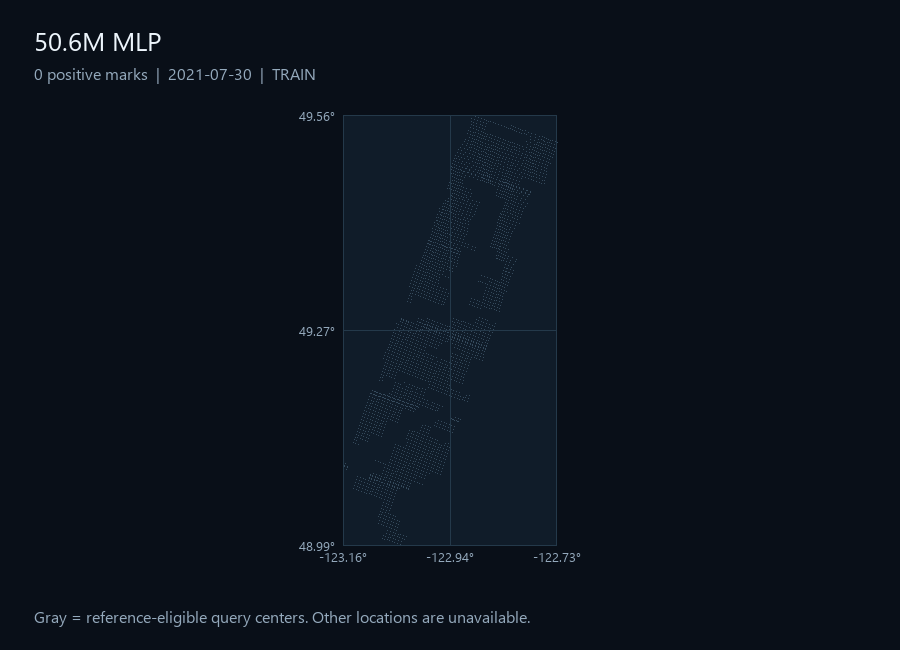 50.6M MLP
0 positive marks | 2021-07-30 | TRAIN
49.56°
49.27°
48.99°
-123.16° -122.94° -122.73°
Gray = reference-eligible query centers. Other locations are unavailable.